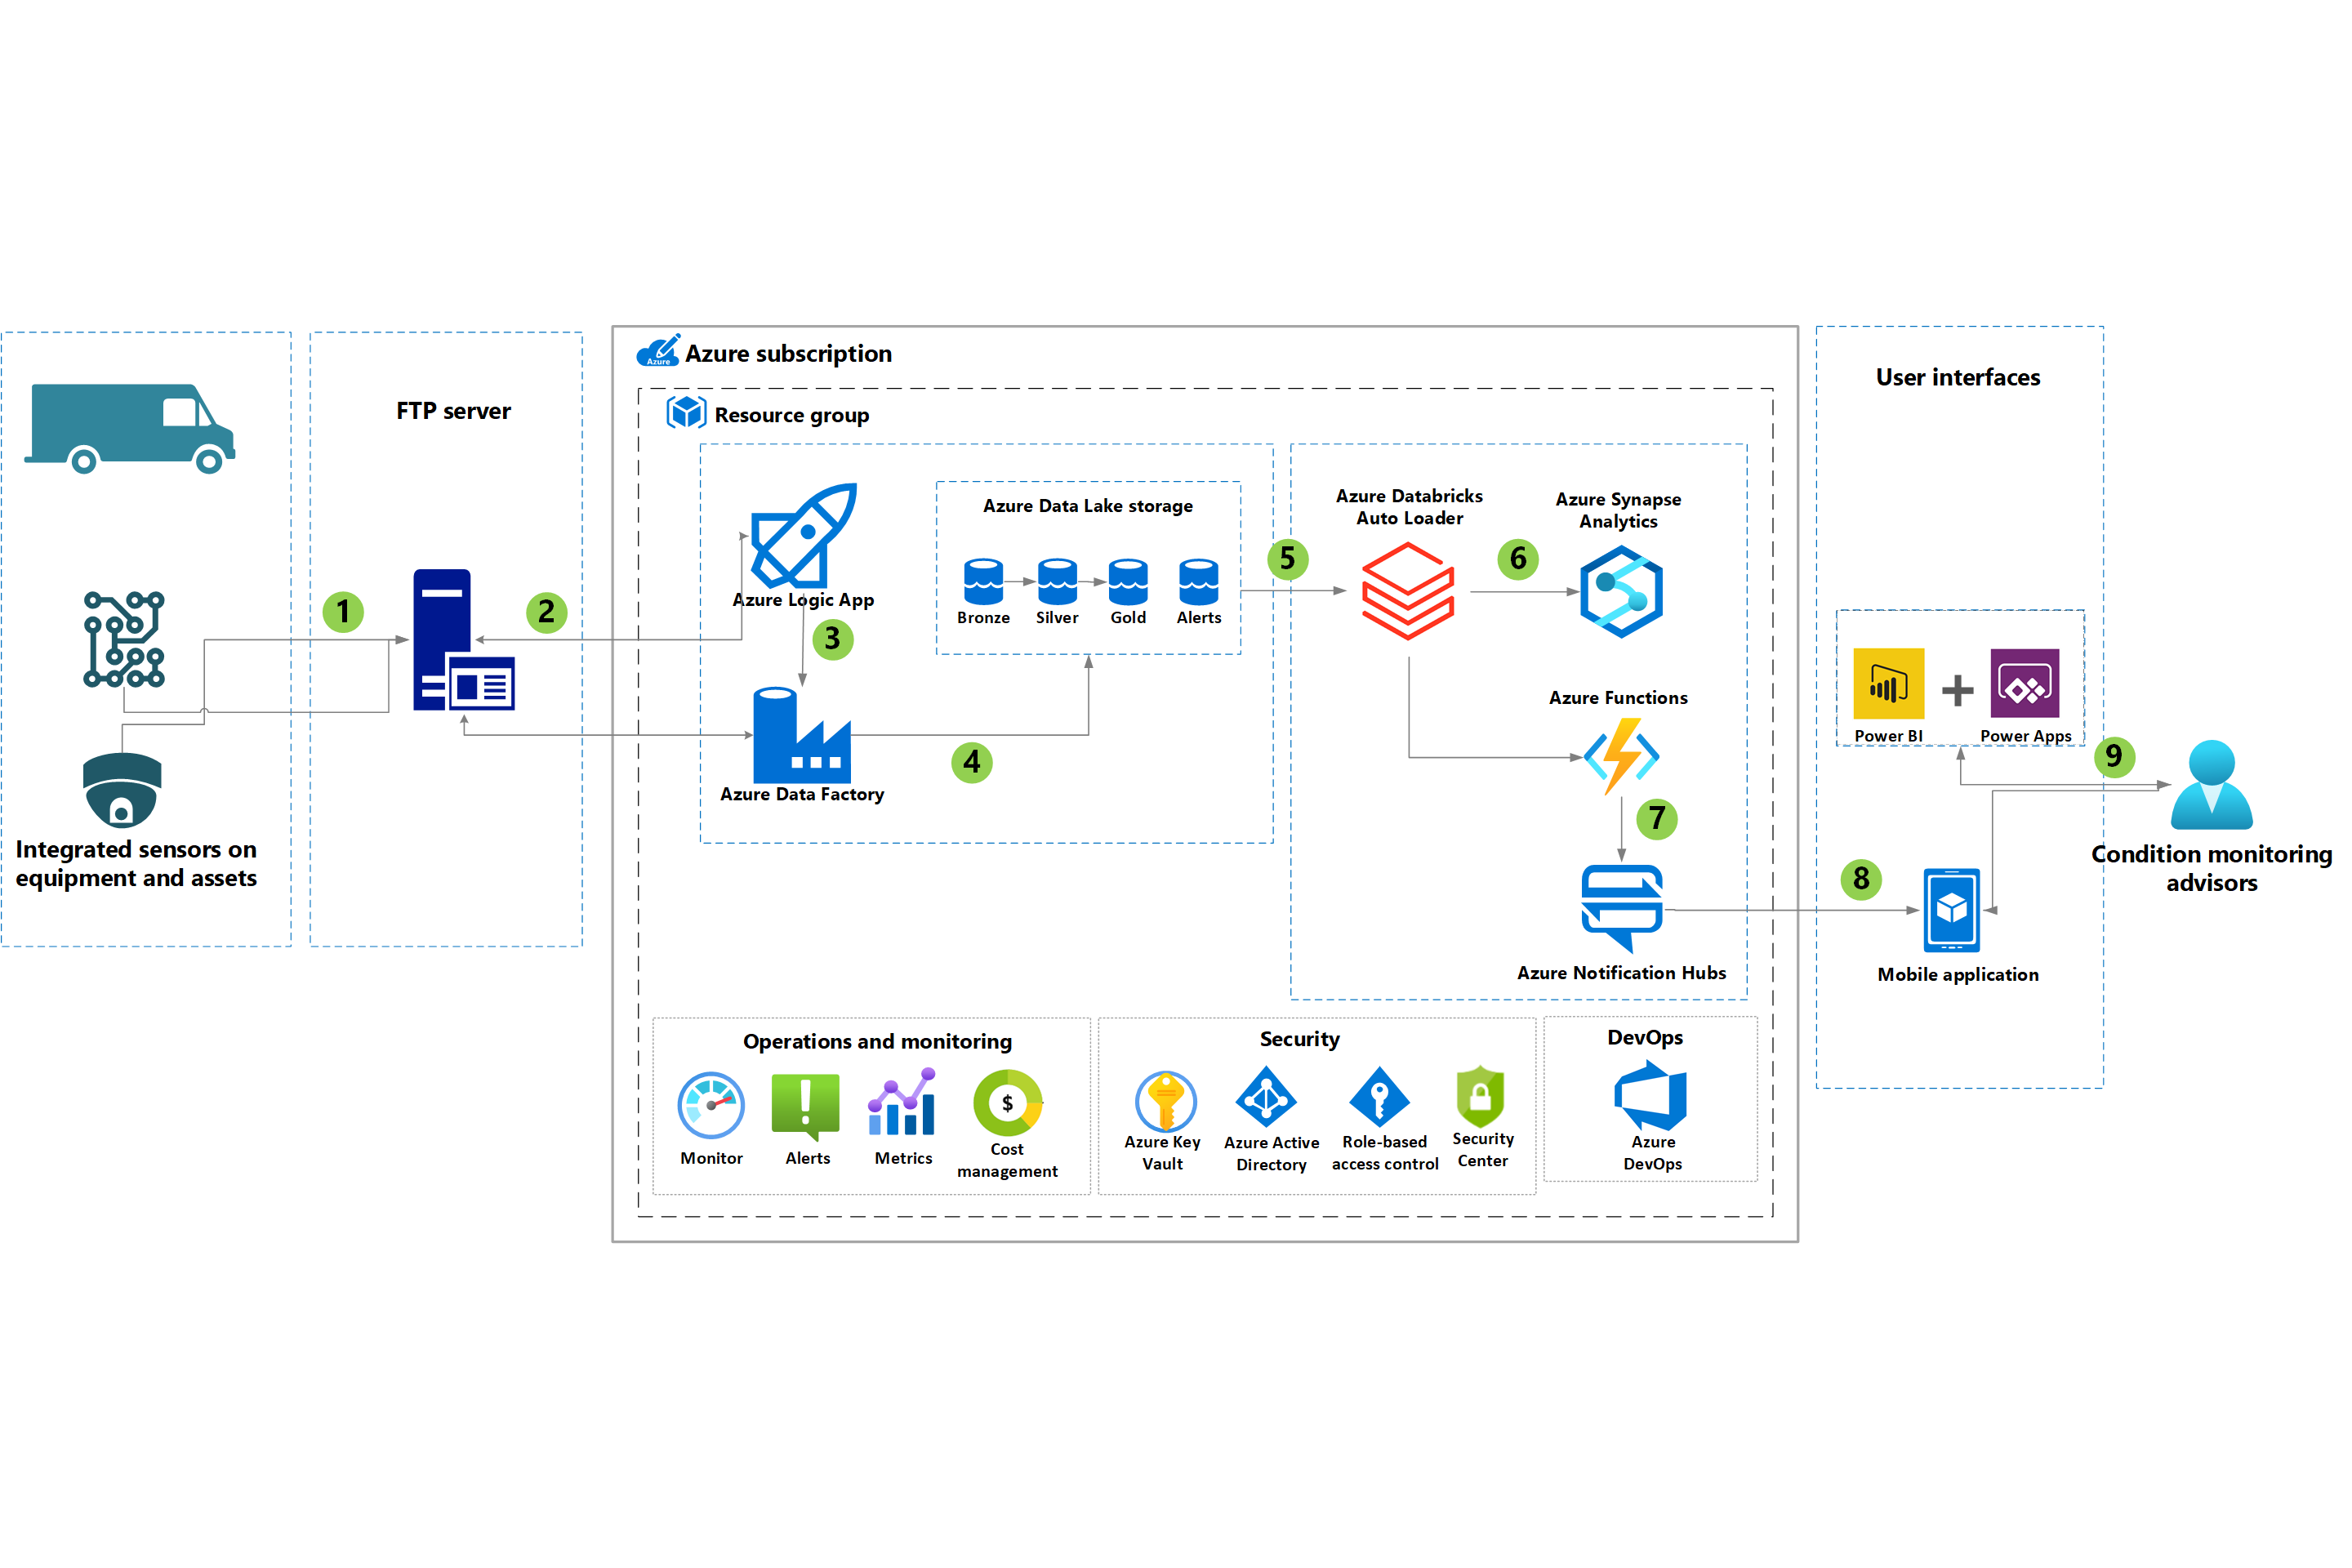 Azure
Azure subscription
Resource group
FTP server
User interfaces
Integrated sensors on
equipment and assets
1
2
Azure Logic App
3
Azure Data Factory
4
Azure Data Lake storage
Bronze
Silver
Gold
Alerts
5
Azure Databricks
Auto Loader
6
Azure Synapse
Analytics
Azure Functions
7
Azure Notification Hubs
8
Power BI
Power Apps
9
Condition monitoring
advisors
Mobile application
Operations and monitoring
Monitor
Alerts
Metrics
$
Cost
management
Security
Azure Key
Vault
Azure Active
Directory
Role-based
access control
Security
Center
DevOps
Azure
DevOps